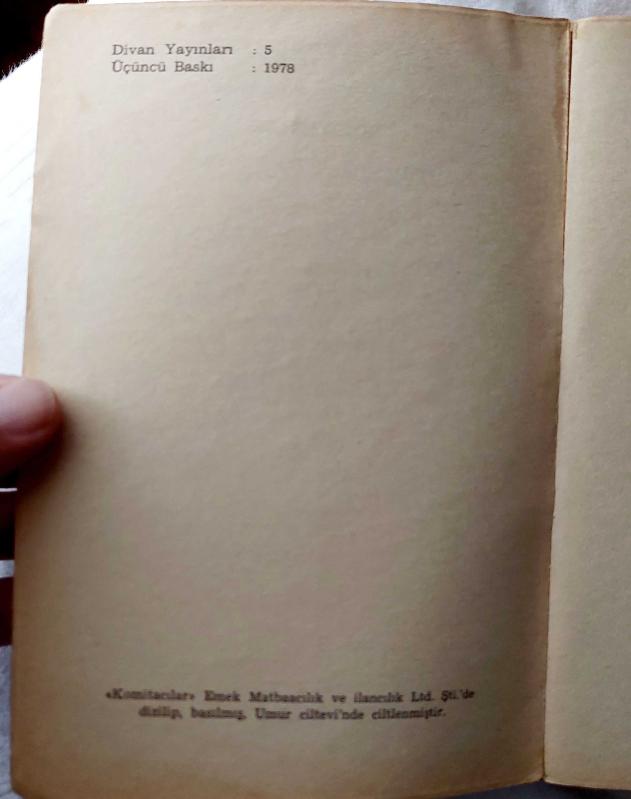 Divan Yayınları : 5
Üçüncü Baskı : 1978
«Komitacılar» Emek Matbaacılık ve ilancılık Ltd. Şti.'de
dizilip, basılmış, Umur ciltevi'nde ciltlenmiştir.